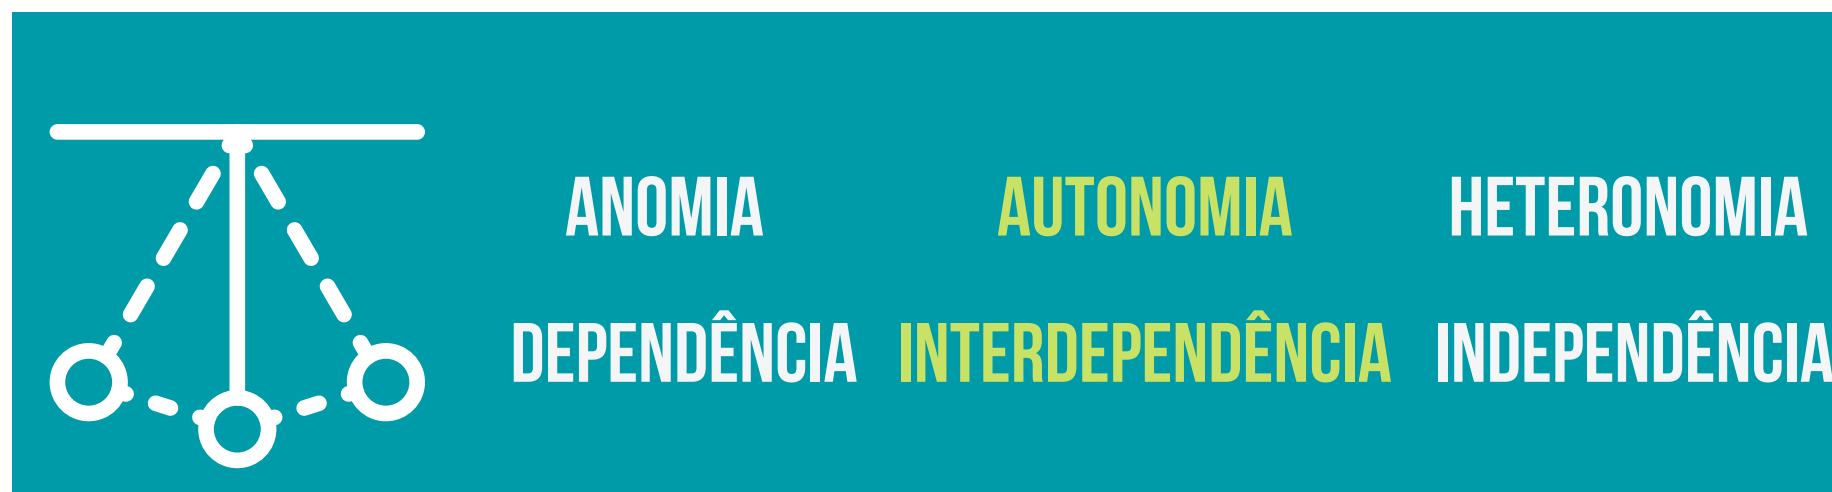 ANOMIA AUTONOMIA HETERONOMIA
DEPENDÊNCIA INTERDEPENDÊNCIA INDEPENDÊNCIA